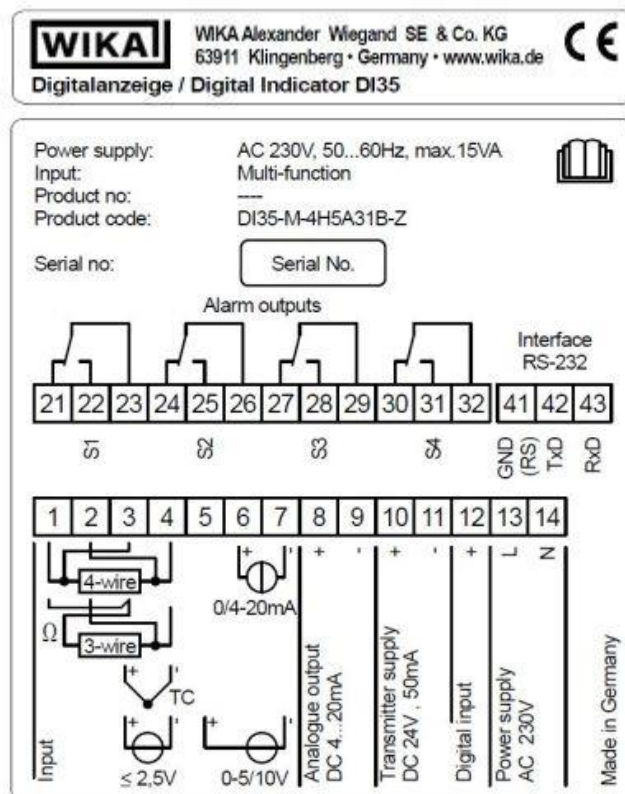 WIKA
WIKA Alexander Wiegand SE & Co. KG
63911 Klingenberg • Germany • www.wika.de
CE
Digitalanzeige / Digital Indicator DI35
Power supply: AC 230V, 50...60Hz, max.15VA
Input: Multi-function
Product no: ----
Product code: DI35-M-4H5A31B-Z
Serial no: Serial No.
Alarm outputs
Interface
RS-232
21 22 23 24 25 26 27 28 29 30 31 32 41 42 43
S1 S2 S3 S4 GND (RS) TxD RxD
1 2 3 4 5 6 7 8 9 10 11 12 13 14
+ - + - + - + L N
4-wire
0/4-20mA
Ω
3-wire
+ -
TC
+ - + -
≤ 2,5V
0-5/10V
Input
Analogue output
DC 4...20mA
Transmitter supply
DC 24V , 50mA
Digital input
Power supply
AC 230V
Made in Germany